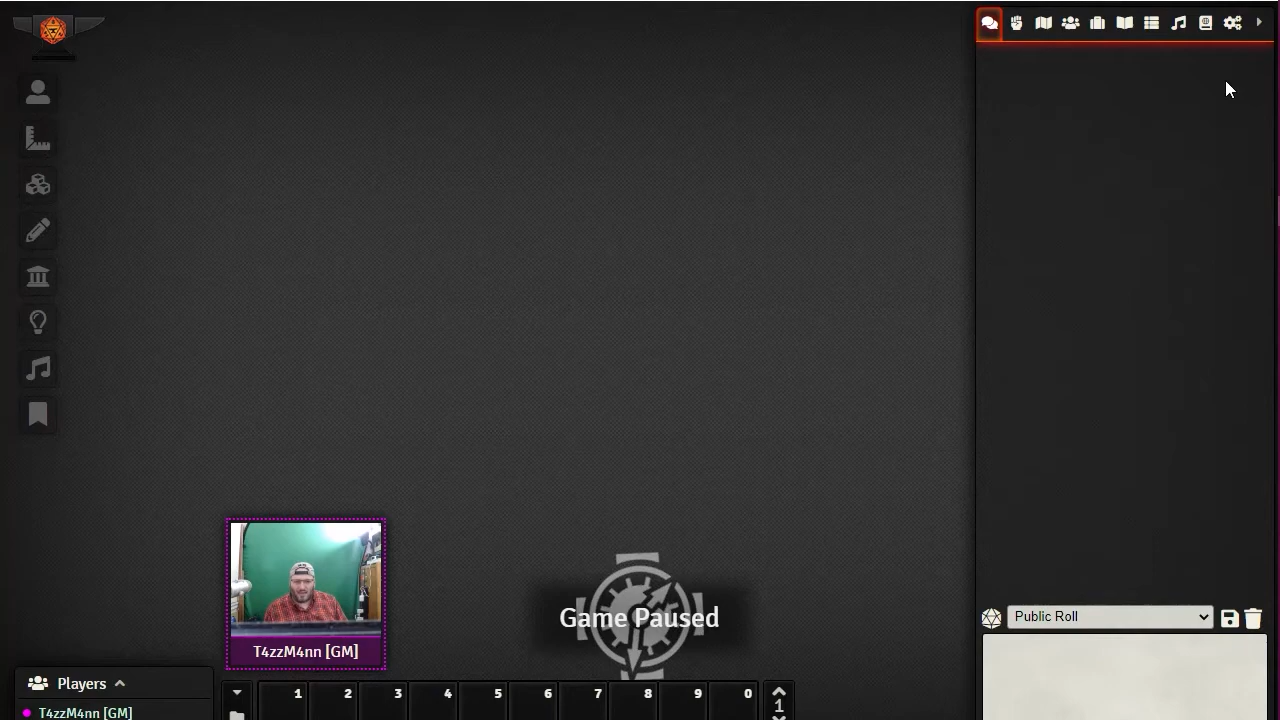 Public Roll
Game Paused
T4zzM4nn [GM]
Players
T4zzM4nn [GM]
1 2 3 4 5 6 7 8 9 0
1